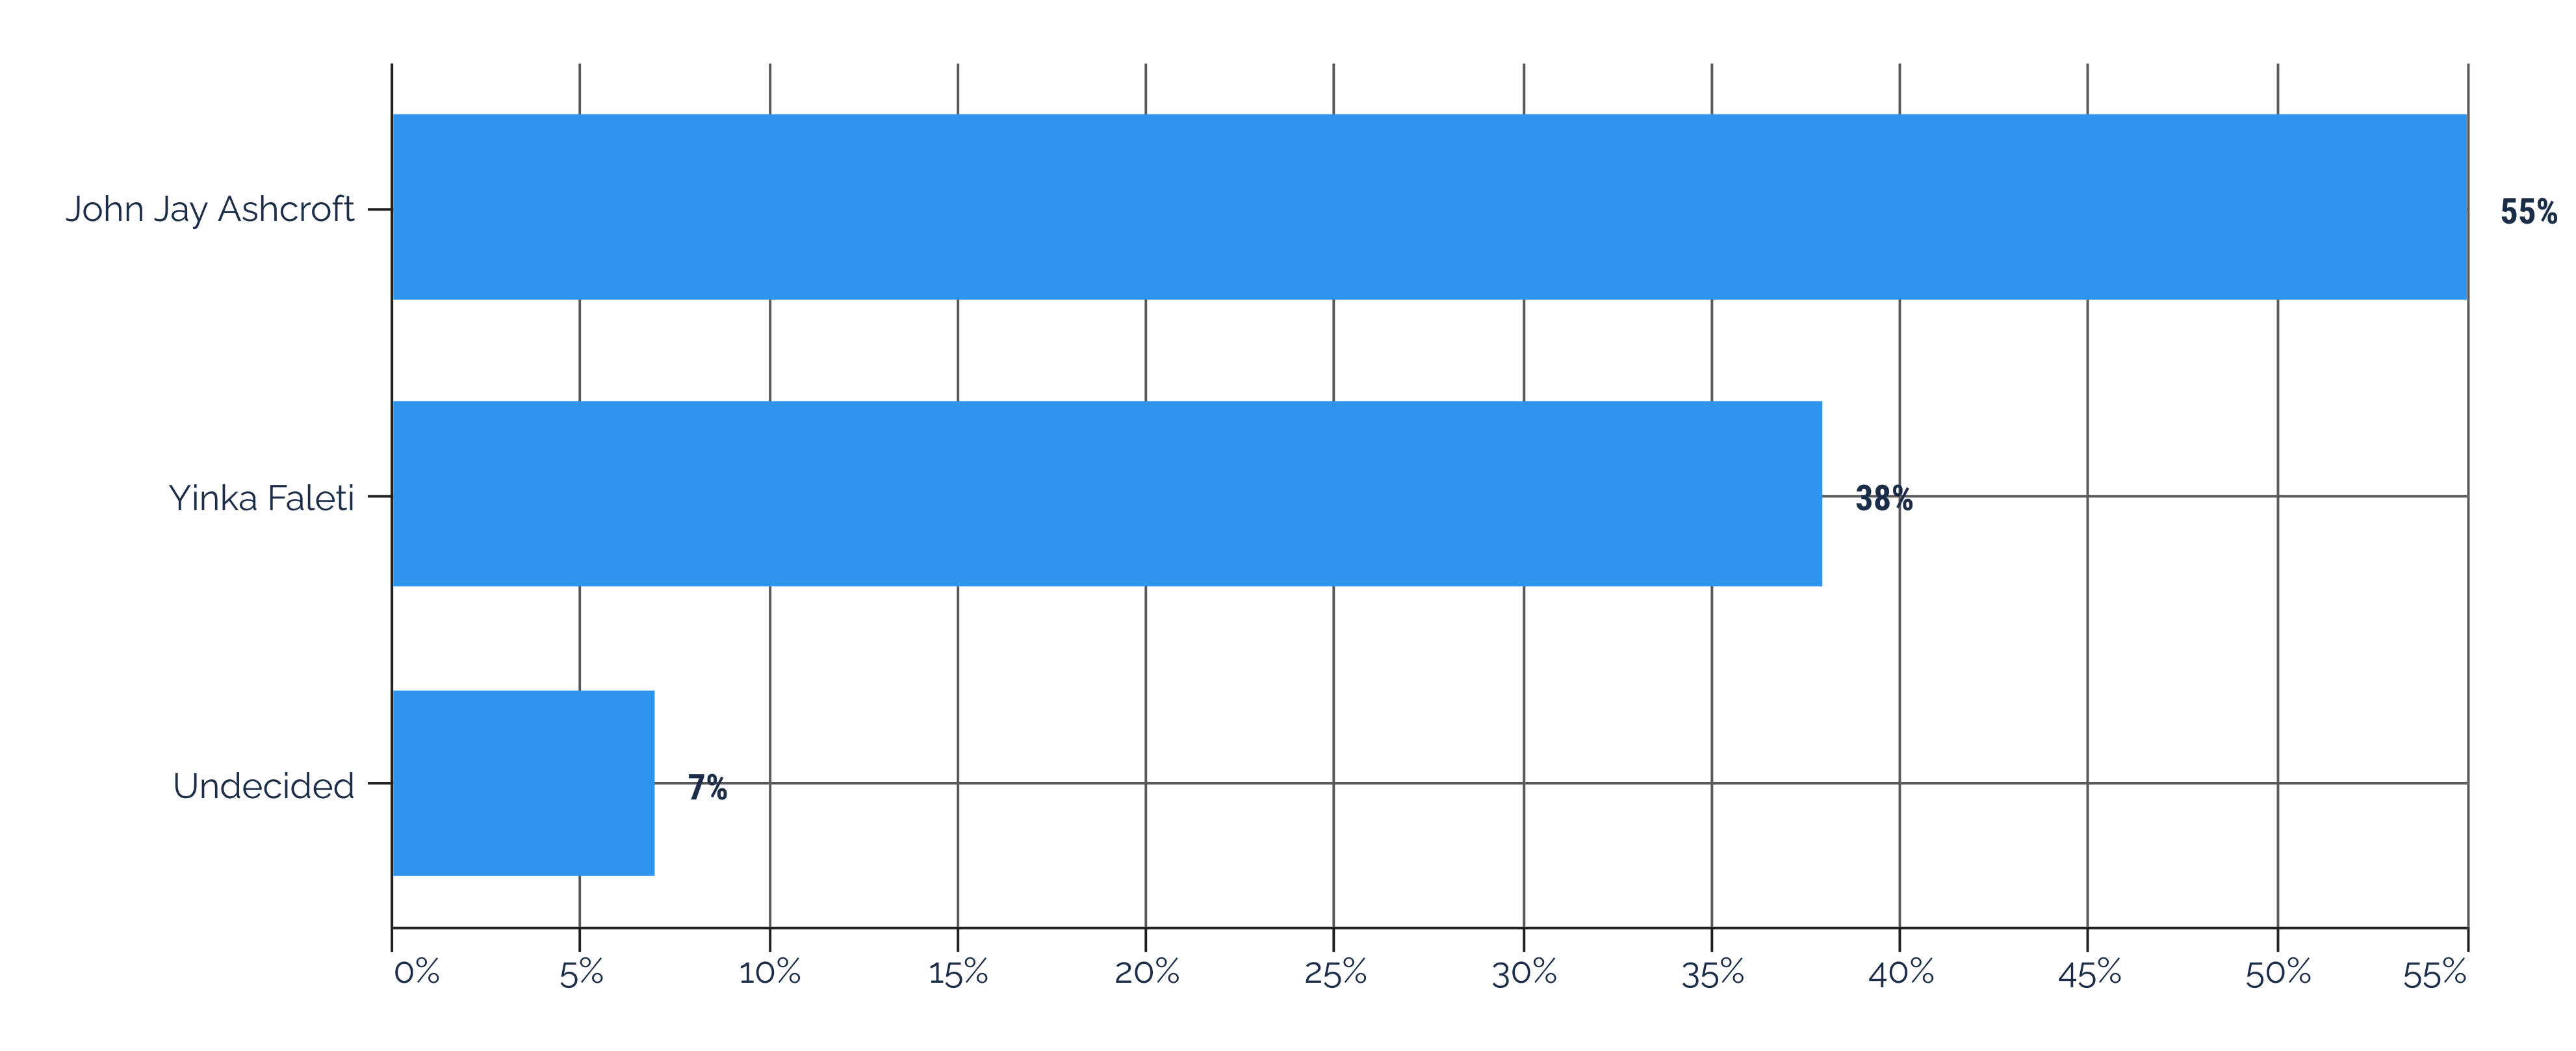 John Jay Ashcroft 55%
Yinka Faleti 38%
Undecided 7%
0% 5% 10% 15% 20% 25% 30% 35% 40% 45% 50% 55%